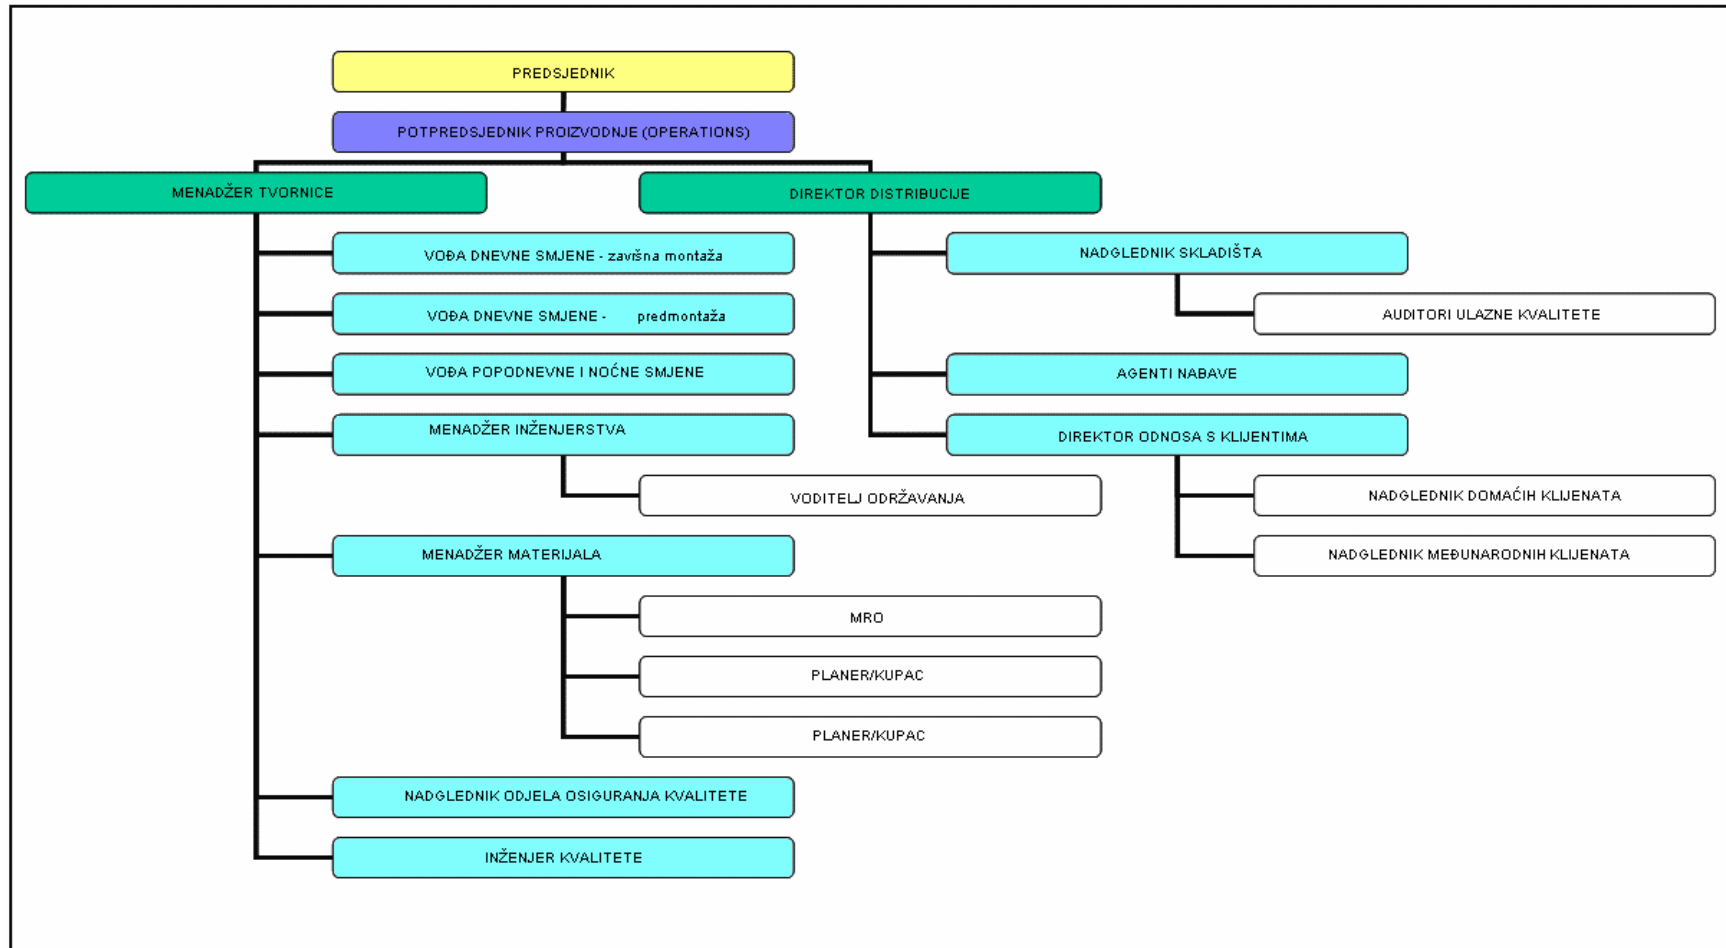 PREDSJEDNIK
POTPREDSJEDNIK PROIZVODNJE (OPERATIONS)
MENADŽER TVORNICE
DIREKTOR DISTRIBUCIJE
VOĐA DNEVNE SMJENE - završna montaža
NADGLEDNIK SKLADIŠTA
VOĐA DNEVNE SMJENE - predmontaža
AUDITORI ULAZNE KVALITETE
VOĐA POPODNEVNE I NOĆNE SMJENE
AGENTI NABAVE
MENADŽER INŽENJERSTVA
DIREKTOR ODNOSA S KLIJENTIMA
VODITELJ ODRŽAVANJA
NADGLEDNIK DOMAĆIH KLIJENATA
MENADŽER MATERIJALA
NADGLEDNIK MEĐUNARODNIH KLIJENATA
MRO
PLANER/KUPAC
PLANER/KUPAC
NADGLEDNIK ODJELA OSIGURANJA KVALITETE
INŽENJER KVALITETE